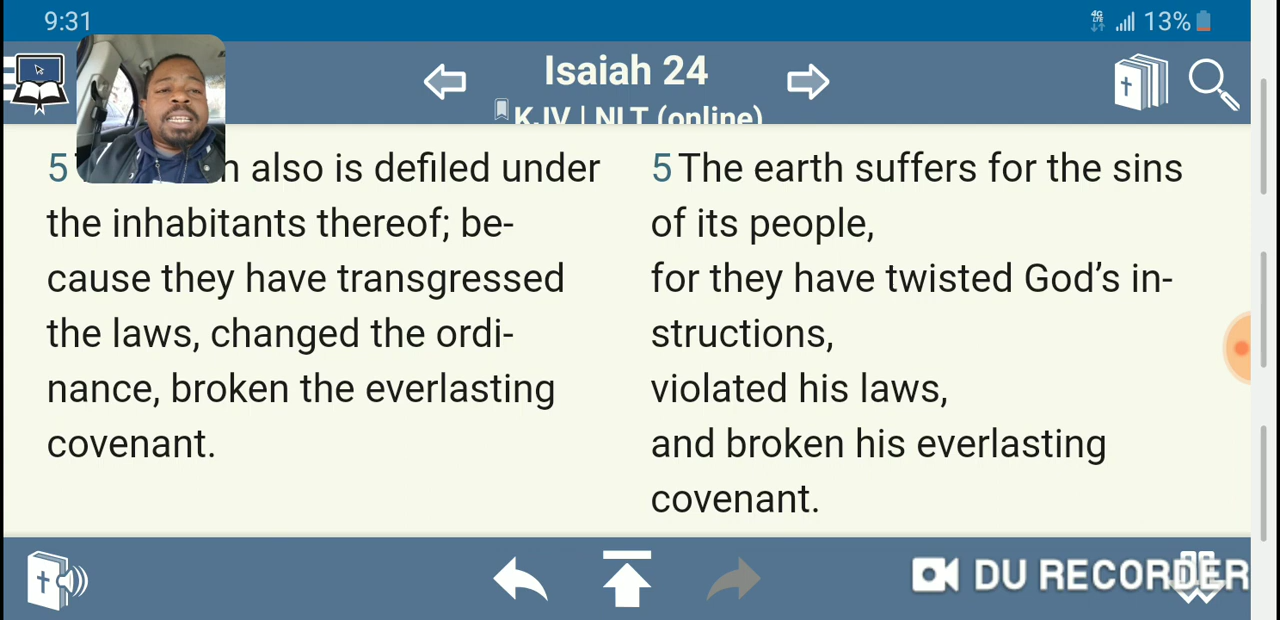 9:31
4G LTE 13%
Isaiah 24
KJV | NLT (online)
5 also is defiled under
the inhabitants thereof; be-
cause they have transgressed
the laws, changed the ordi-
nance, broken the everlasting
covenant.
5 The earth suffers for the sins
of its people,
for they have twisted God’s in-
structions,
violated his laws,
and broken his everlasting
covenant.
DU RECORDER